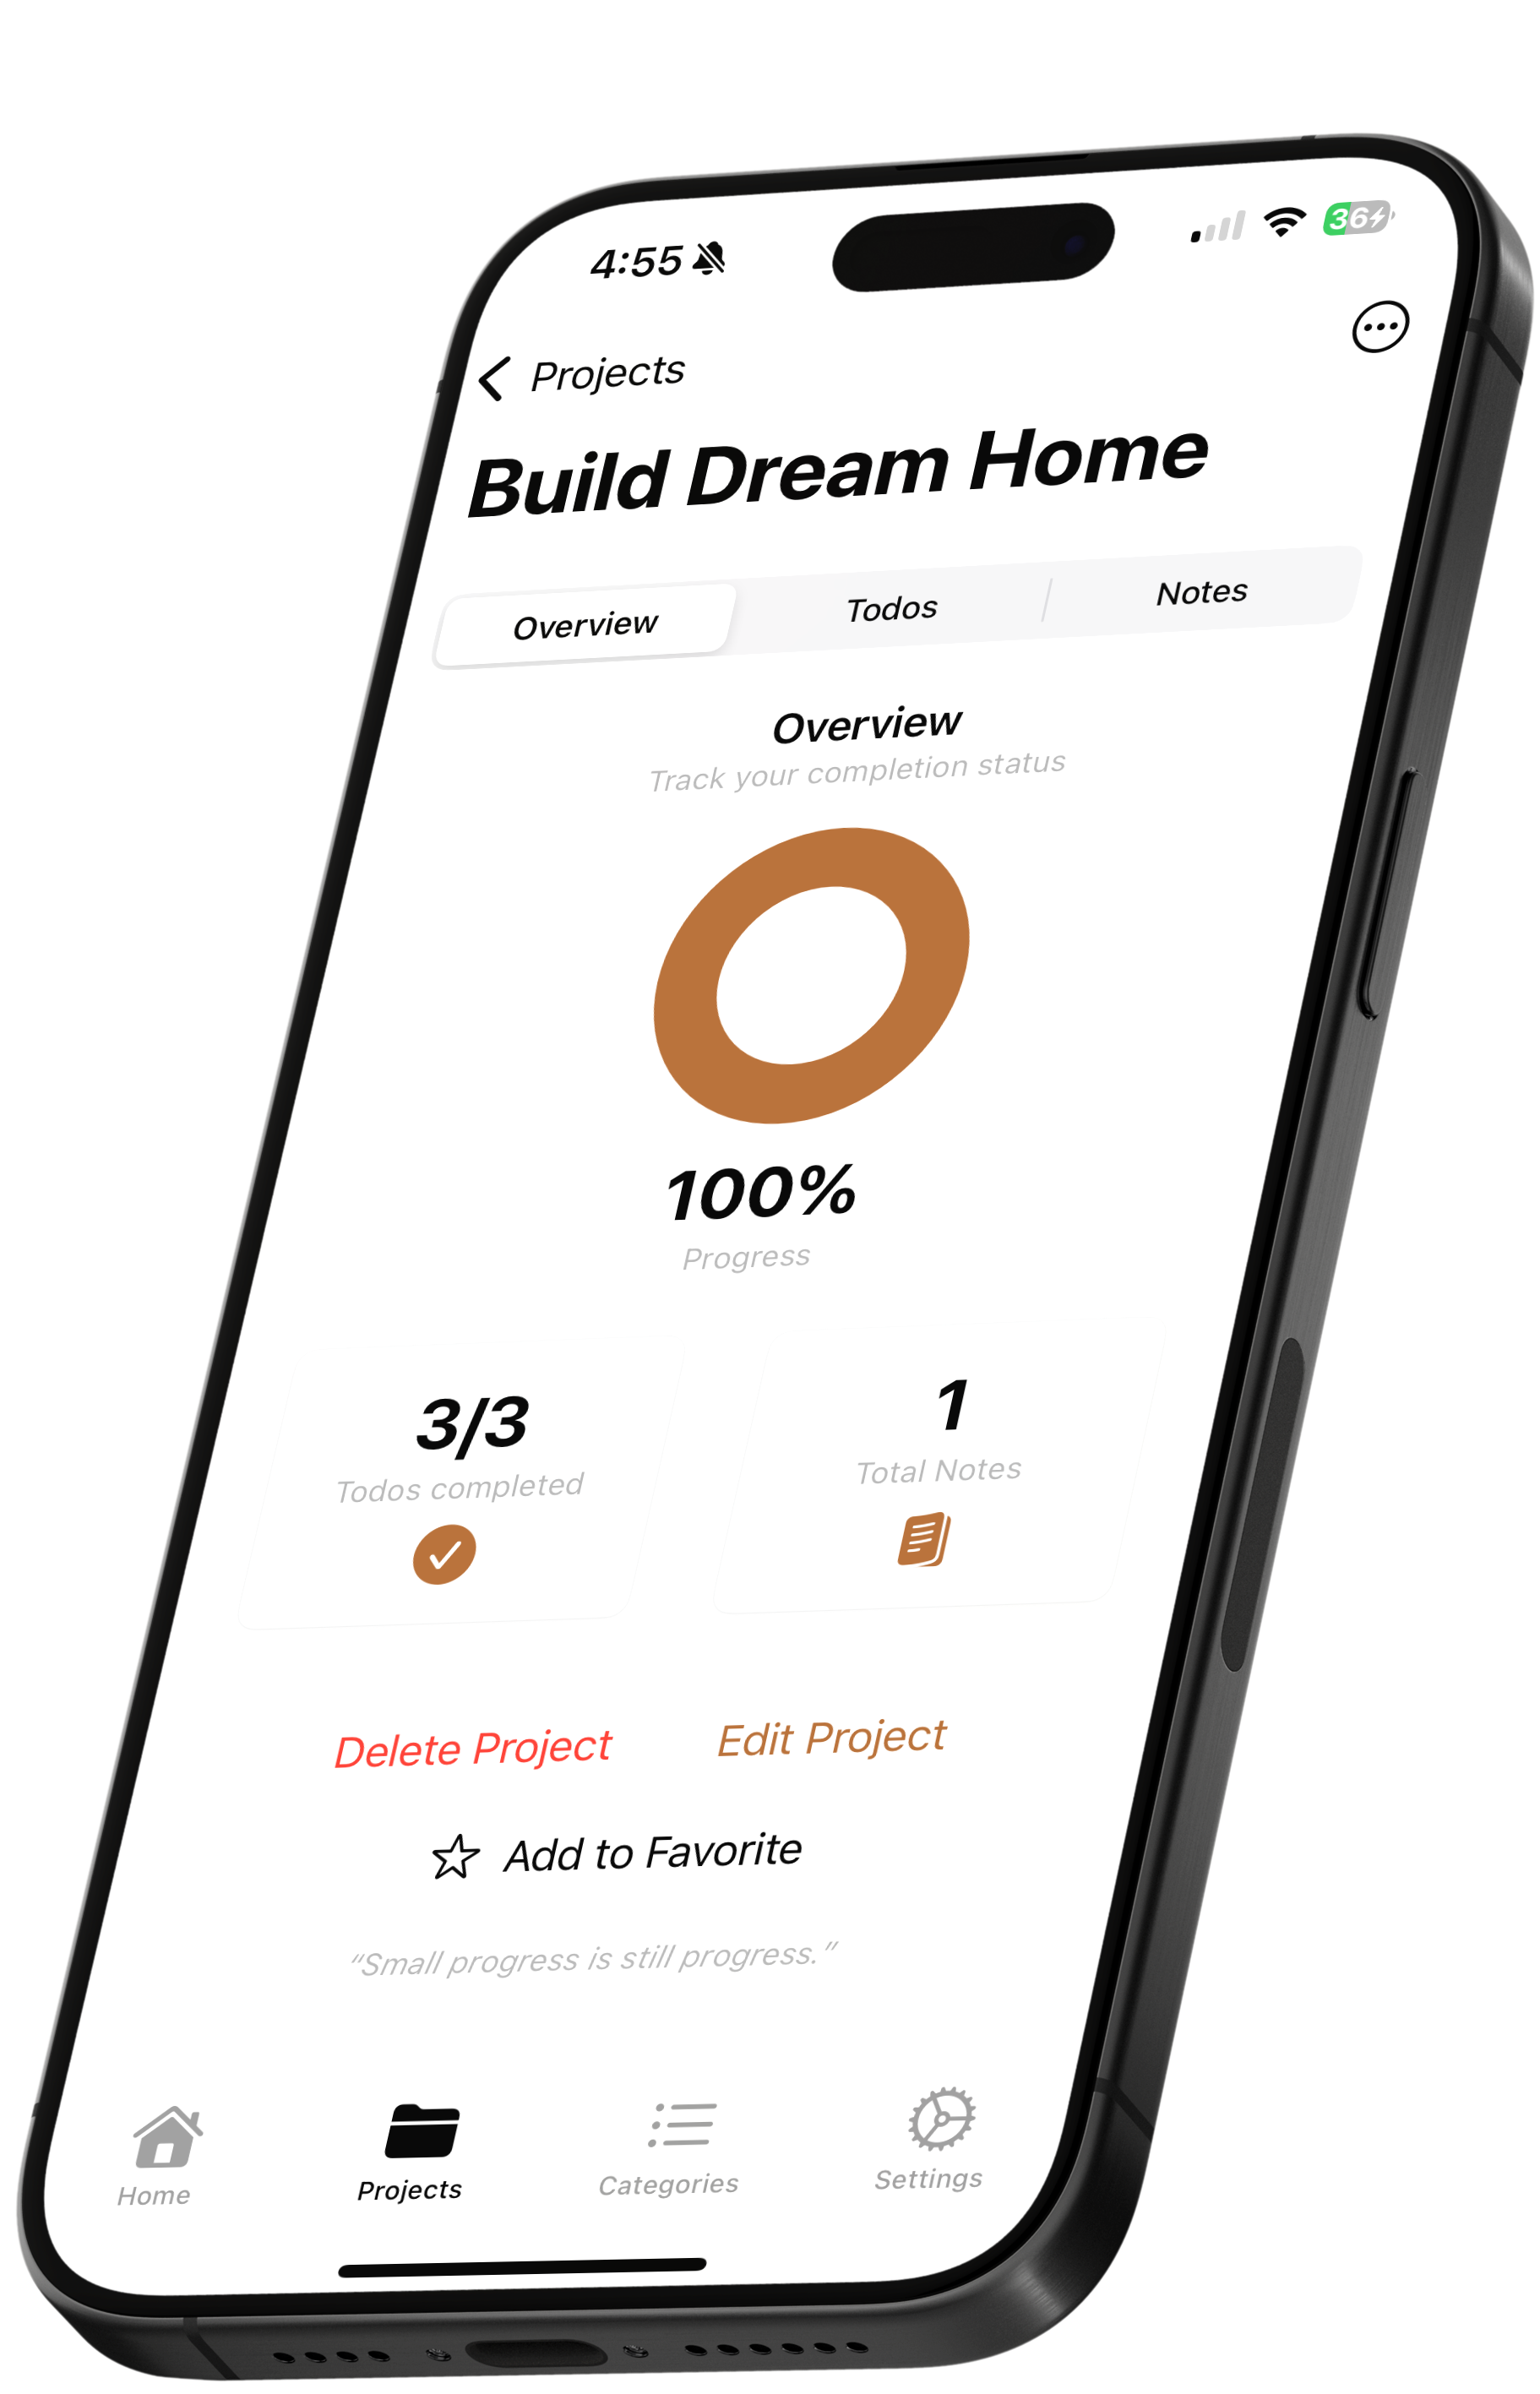 4:55
36
Projects
Build Dream Home
Overview
Todos
Notes
Overview
Track your completion status
100%
Progress
3/3
Todos completed
1
Total Notes
Delete Project
Edit Project
Add to Favorite
“Small progress is still progress.”
Home
Projects
Categories
Settings